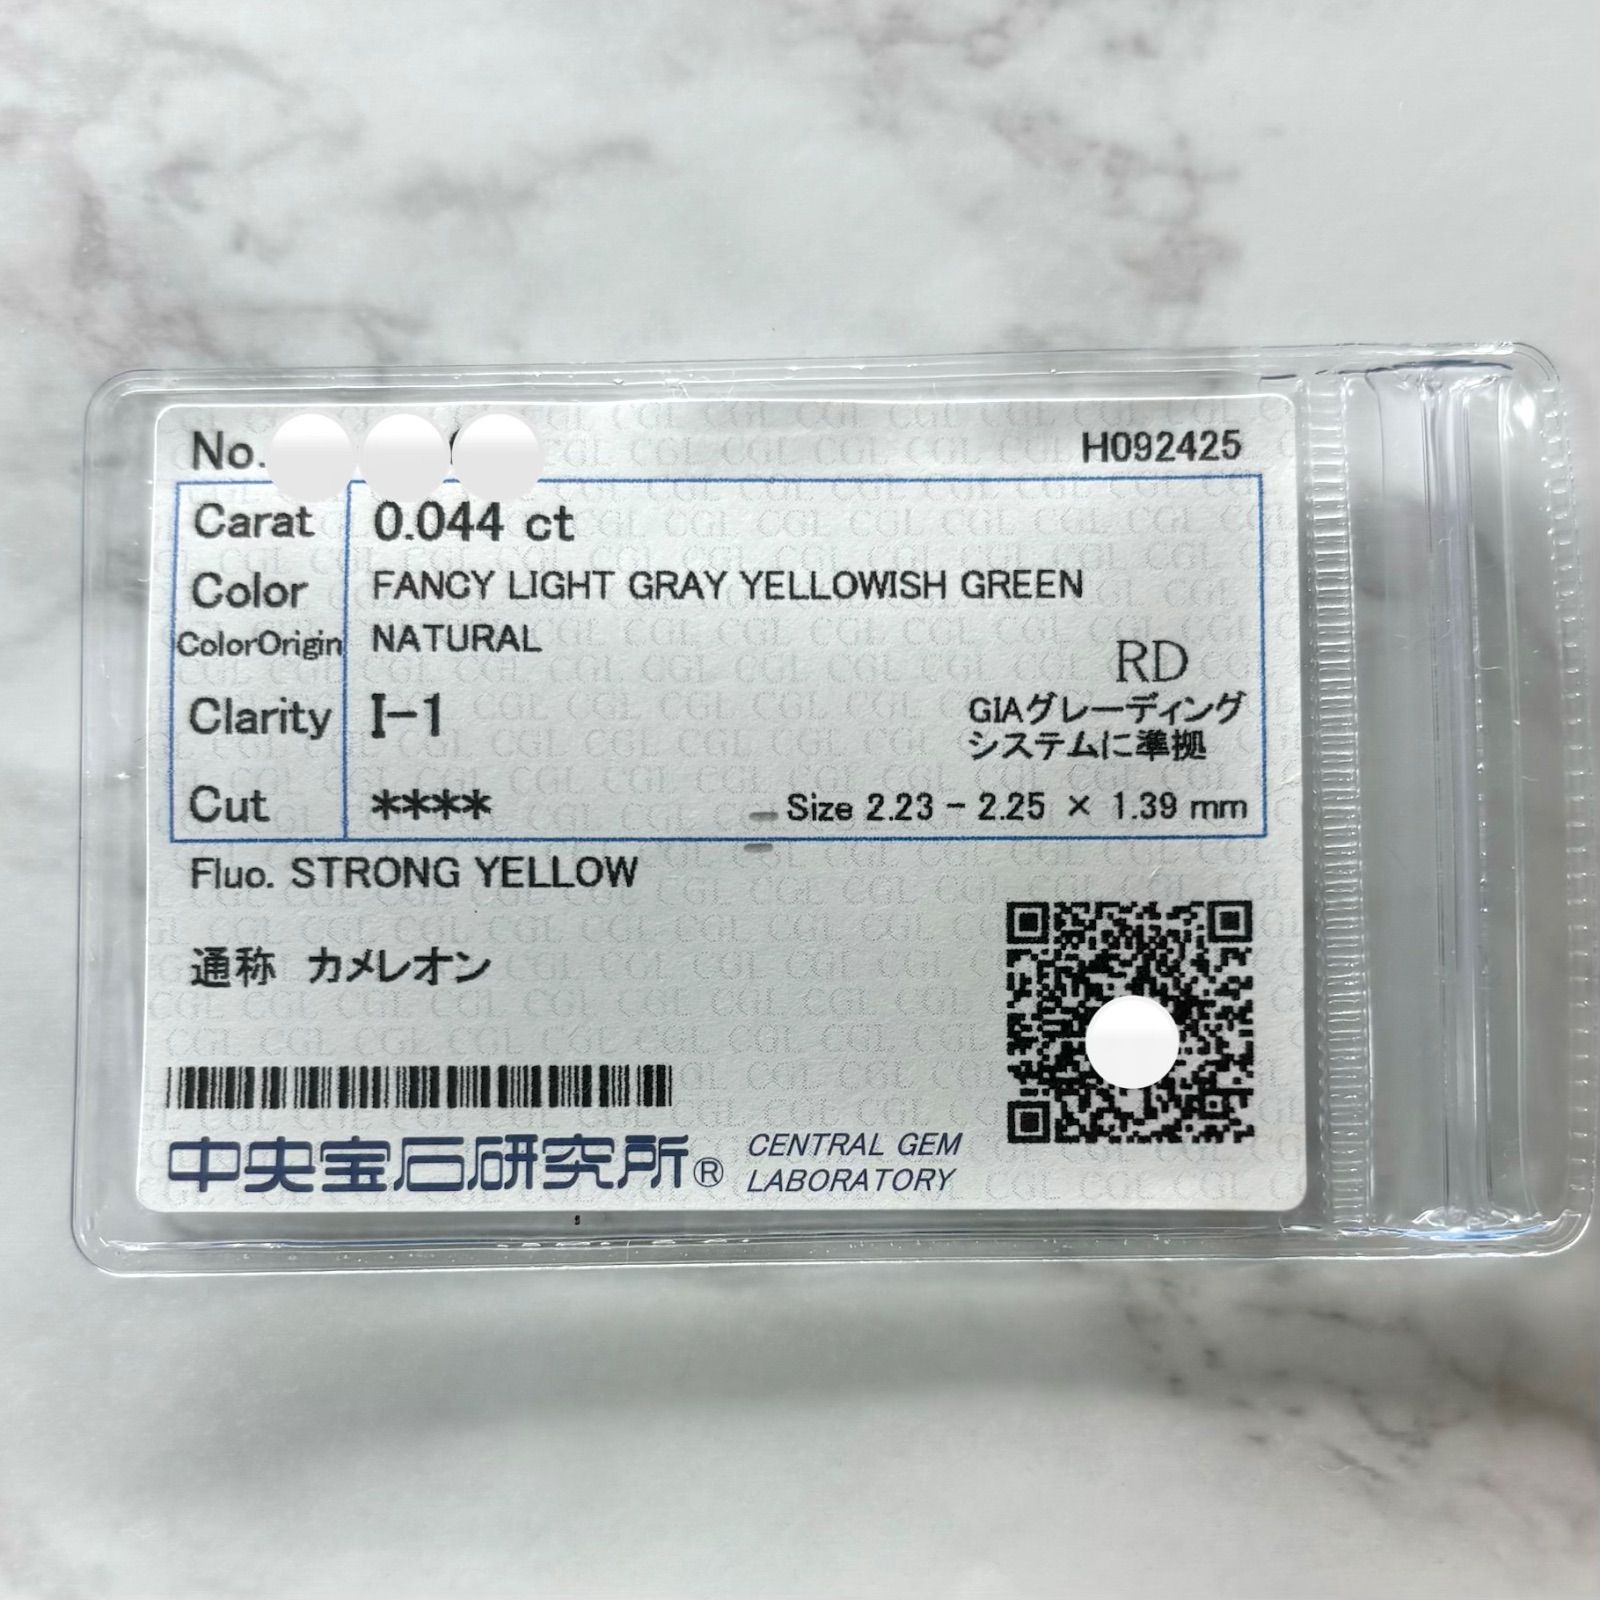 No. H092425
Carat 0.044 ct
Color FANCY LIGHT GRAY YELLOWISH GREEN
ColorOrigin NATURAL
RD
Clarity I-1 GIAグレーディング
システムに準拠
Cut **** Size 2.23 - 2.25 × 1.39 mm
Fluo. STRONG YELLOW
通称 カメレオン
中央宝石研究所® CENTRAL GEM
LABORATORY